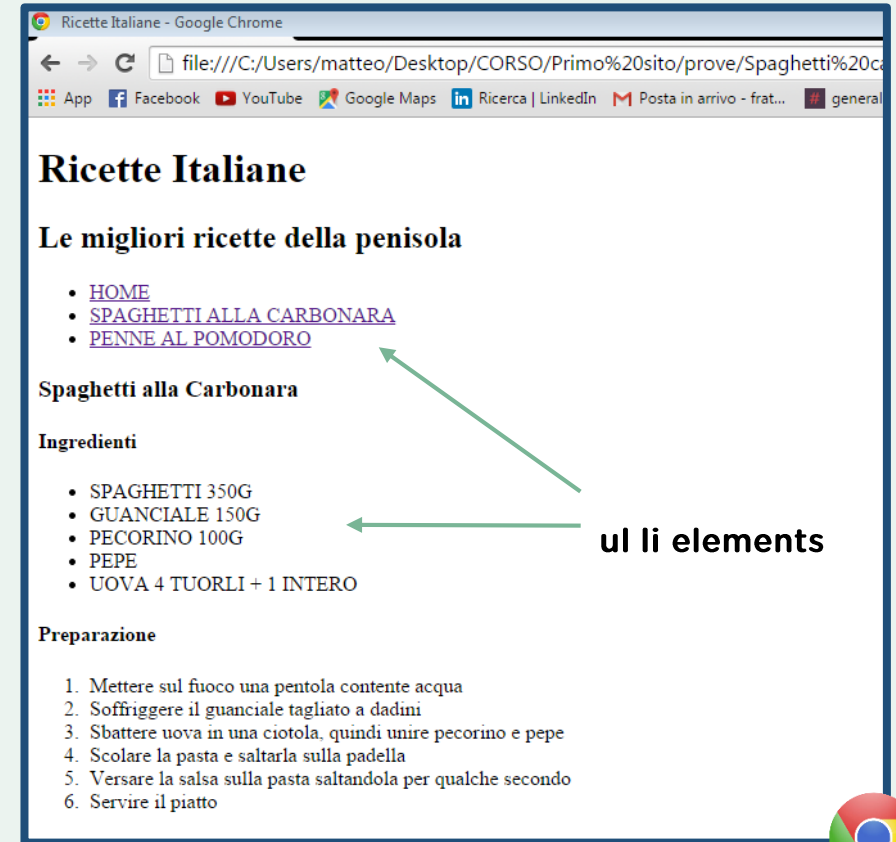 Ricette Italiane - Google Chrome
file:///C:/Users/matteo/Desktop/CORSO/Primo%20sito/prove/Spaghetti%20ca
App Facebook YouTube Google Maps in Ricerca | LinkedIn Posta in arrivo - frat... # general
Ricette Italiane
Le migliori ricette della penisola
• HOME
• SPAGHETTI ALLA CARBONARA
• PENNE AL POMODORO
Spaghetti alla Carbonara
Ingredienti
• SPAGHETTI 350G
• GUANCIALE 150G
• PECORINO 100G
• PEPE
• UOVA 4 TUORLI + 1 INTERO
ul li elements
Preparazione
1. Mettere sul fuoco una pentola contente acqua
2. Soffriggere il guanciale tagliato a dadini
3. Sbattere uova in una ciotola, quindi unire pecorino e pepe
4. Scolare la pasta e saltarla sulla padella
5. Versare la salsa sulla pasta saltandola per qualche secondo
6. Servire il piatto